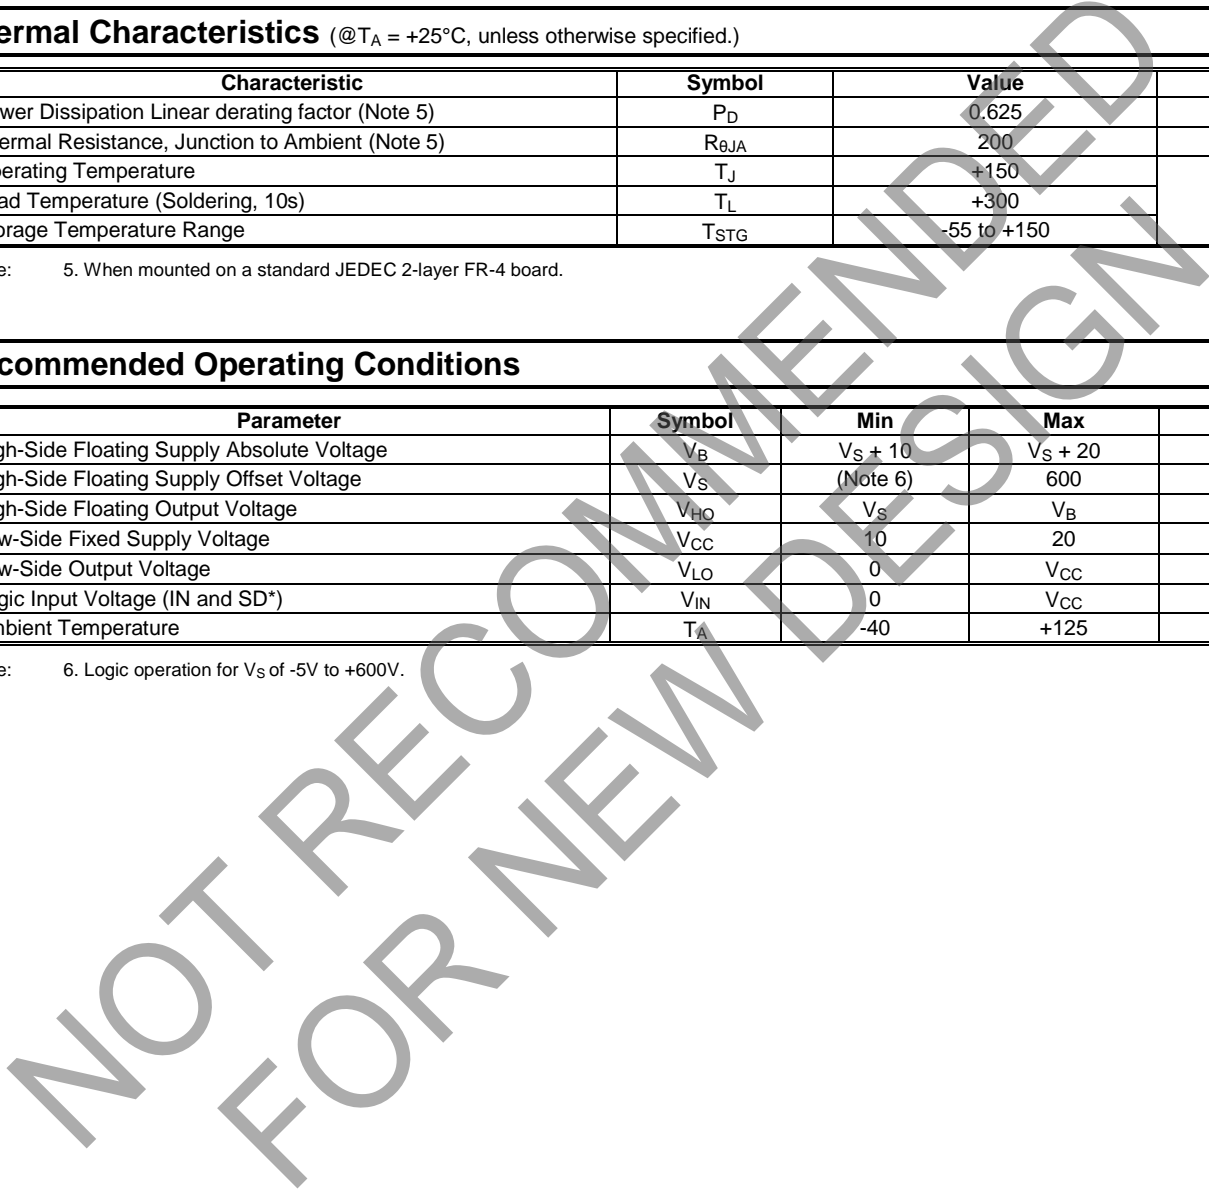 ermal Characteristics (@TA = +25°C, unless otherwise specified.)
Characteristic Symbol Value
wer Dissipation Linear derating factor (Note 5) PD 0.625
ermal Resistance, Junction to Ambient (Note 5) RθJA 200
erating Temperature TJ +150
ad Temperature (Soldering, 10s) TL +300
orage Temperature Range TSTG -55 to +150
e: 5. When mounted on a standard JEDEC 2-layer FR-4 board.
commended Operating Conditions
Parameter Symbol Min Max
gh-Side Floating Supply Absolute Voltage VB VS + 10 VS + 20
gh-Side Floating Supply Offset Voltage VS (Note 6) 600
gh-Side Floating Output Voltage VHO VS VB
w-Side Fixed Supply Voltage VCC 10 20
w-Side Output Voltage VLO 0 VCC
gic Input Voltage (IN and SD*) VIN 0 VCC
nbient Temperature TA -40 +125
e: 6. Logic operation for VS of -5V to +600V.
NOT RECOMMENDED
FOR NEW DESIGN